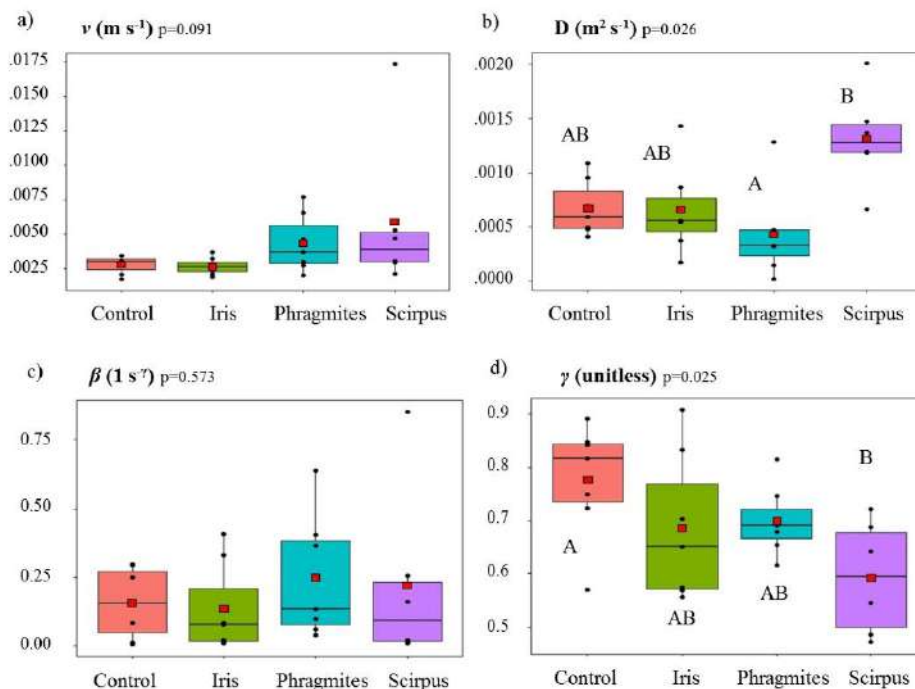 a)
v (m s⁻¹) p=0.091
.0175
.0150
.0125
.0100
.0075
.0050
.0025
Control Iris Phragmites Scirpus
b)
D (m² s⁻¹) p=0.026
.0020
.0015
.0010
.0005
.0000
AB
AB
A
B
Control Iris Phragmites Scirpus
c)
β (1 s⁻ᵞ) p=0.573
0.75
0.50
0.25
0.00
Control Iris Phragmites Scirpus
d)
γ (unitless) p=0.025
0.9
0.8
0.7
0.6
0.5
A
AB
AB
B
Control Iris Phragmites Scirpus